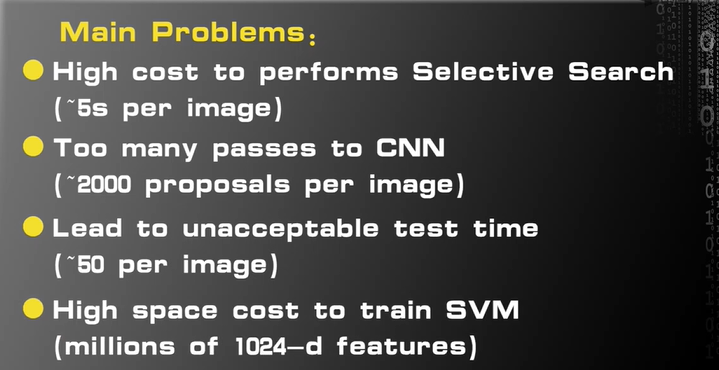 Main Problems:
High cost to performs Selective Search
(~5s per image)
Too many passes to CNN
(~2000 proposals per image)
Lead to unacceptable test time
(~50 per image)
High space cost to train SVM
(millions of 1024-d features)